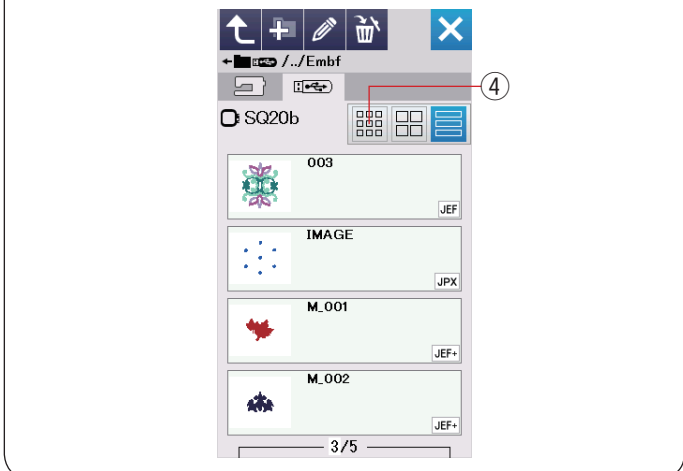 /../Embf
④
SQ20b
003
JEF
IMAGE
JPX
M_001
JEF+
M_002
JEF+
3/5